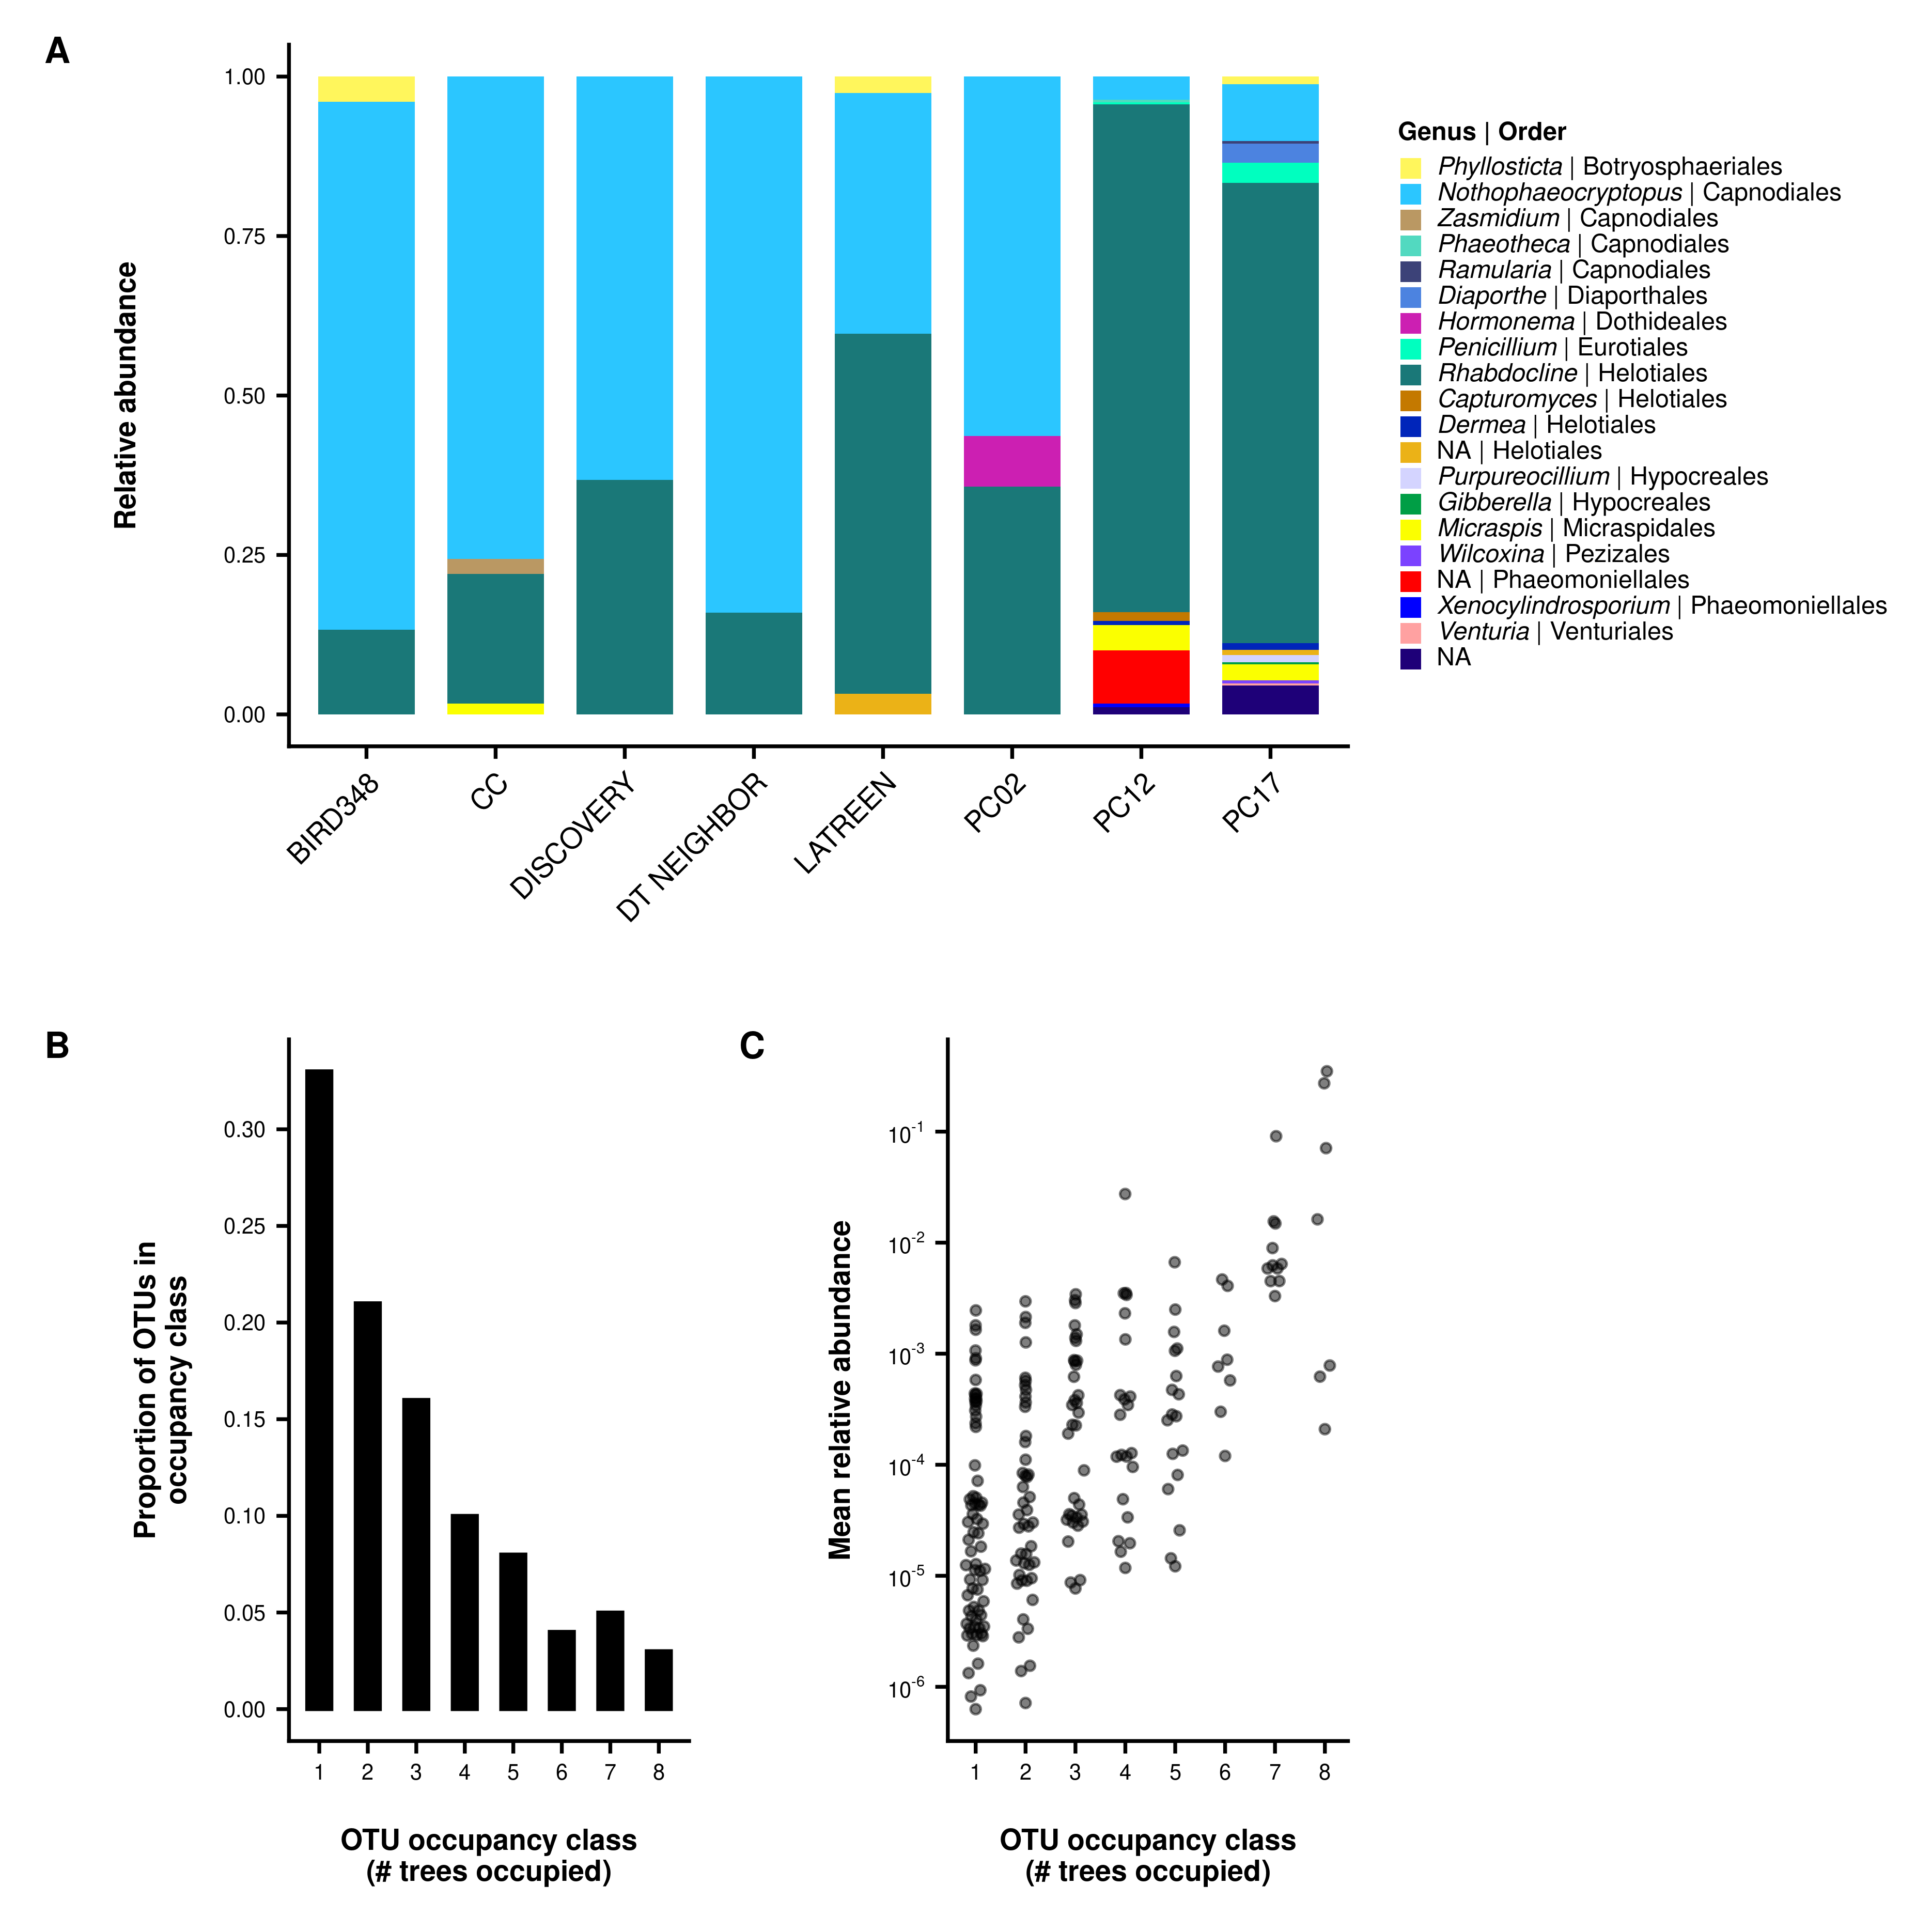 A
1.00
0.75
0.50
0.25
0.00
Relative abundance
BIRD348
CC
DISCOVERY
DT NEIGHBOR
LATREEN
PC02
PC12
PC17
Genus | Order
Phyllosticta | Botryosphaeriales
Nothophaeocryptopus | Capnodiales
Zasmidium | Capnodiales
Phaeotheca | Capnodiales
Ramularia | Capnodiales
Diaporthe | Diaporthales
Hormonema | Dothideales
Penicillium | Eurotiales
Rhabdocline | Helotiales
Capturomyces | Helotiales
Dermea | Helotiales
NA | Helotiales
Purpureocillium | Hypocreales
Gibberella | Hypocreales
Micraspis | Micraspidales
Wilcoxina | Pezizales
NA | Phaeomoniellales
Xenocylindrosporium | Phaeomoniellales
Venturia | Venturiales
NA
B
0.30
0.25
0.20
0.15
0.10
0.05
0.00
Proportion of OTUs in
occupancy class
1 2 3 4 5 6 7 8
OTU occupancy class
(# trees occupied)
C
10⁻¹
10⁻²
10⁻³
10⁻⁴
10⁻⁵
10⁻⁶
Mean relative abundance
1 2 3 4 5 6 7 8
OTU occupancy class
(# trees occupied)